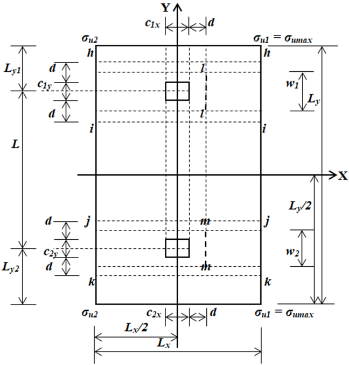 c1x d Y
σu2 σu1 = σumax
h h
Ly1 d l w1
c1y Ly
d l
i i
L
X
Ly/2
j j
d m
c2y w2
Ly2 d m
k k
σu2 c2x d σu1 = σumax
Lx/2
Lx